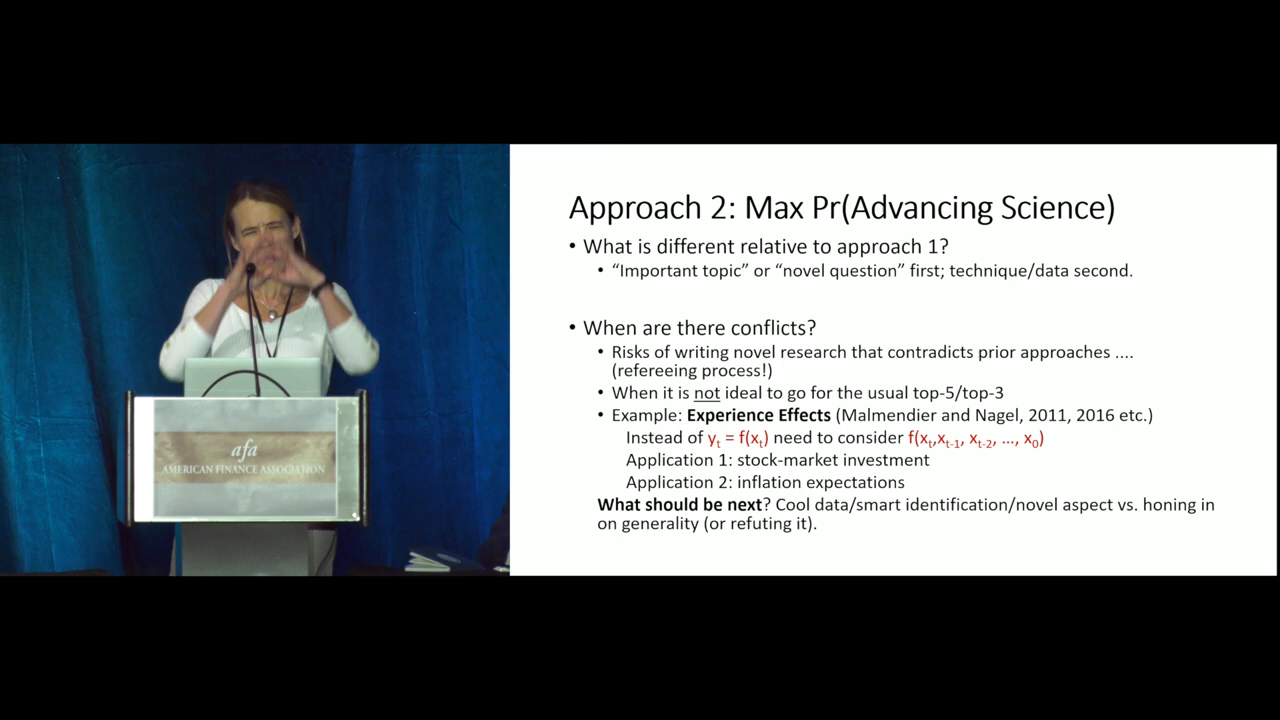 afa
AMERICAN FINANCE ASSOCIATION
Approach 2: Max Pr(Advancing Science)
• What is different relative to approach 1?
• “Important topic” or “novel question” first; technique/data second.
• When are there conflicts?
• Risks of writing novel research that contradicts prior approaches ....
(refereeing process!)
• When it is not ideal to go for the usual top-5/top-3
• Example: Experience Effects (Malmendier and Nagel, 2011, 2016 etc.)
Instead of yt = f(xt) need to consider f(xt,xt-1, xt-2, ..., x0)
Application 1: stock-market investment
Application 2: inflation expectations
What should be next? Cool data/smart identification/novel aspect vs. honing in
on generality (or refuting it).